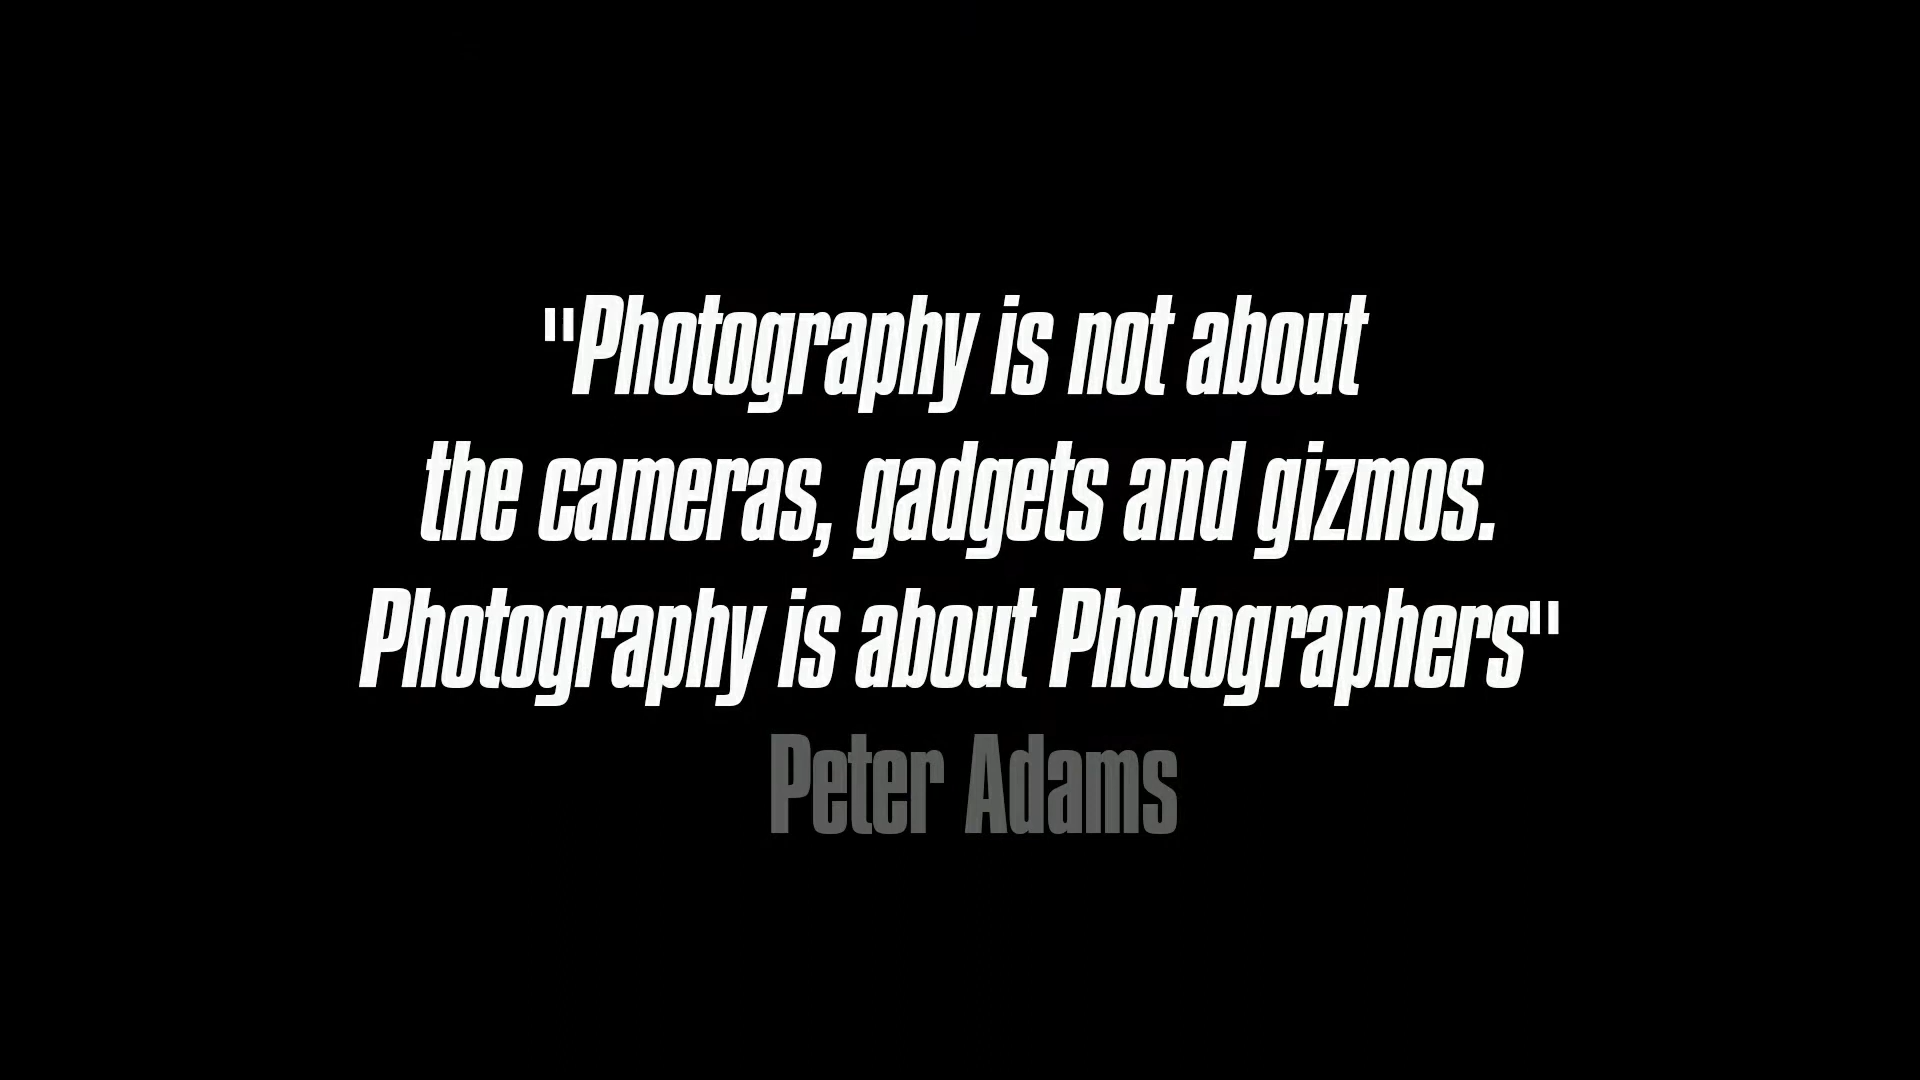 "Photography is not about
the cameras, gadgets and gizmos.
Photography is about Photographers"
Peter Adams